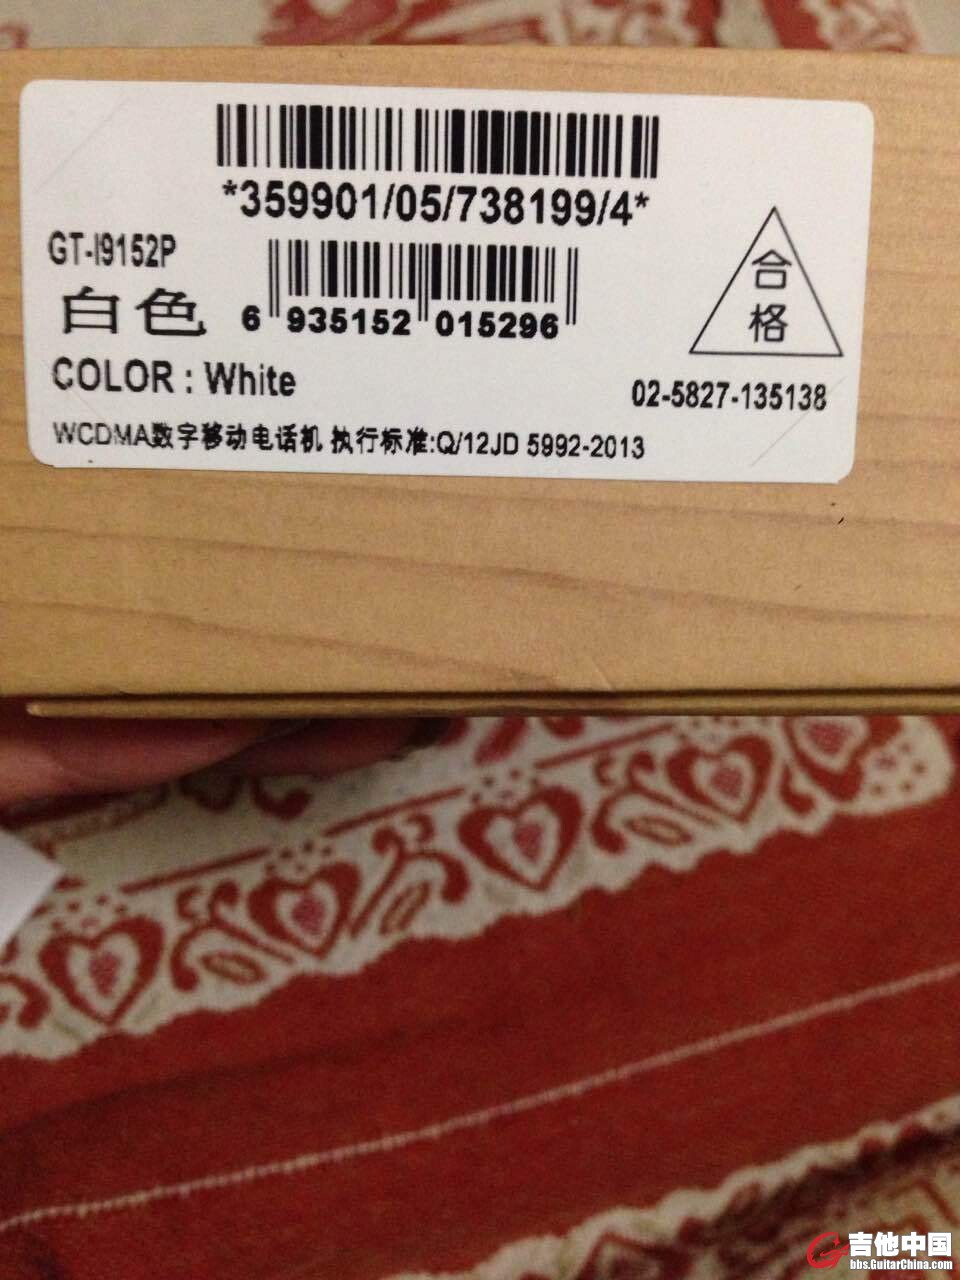 *359901/05/738199/4*
GT-I9152P
6 935152 015296
白色
合格
COLOR : White
02-5827-135138
WCDMA数字移动电话机 执行标准:Q/12JD 5992-2013
吉他中国
bbs.GuitarChina.com